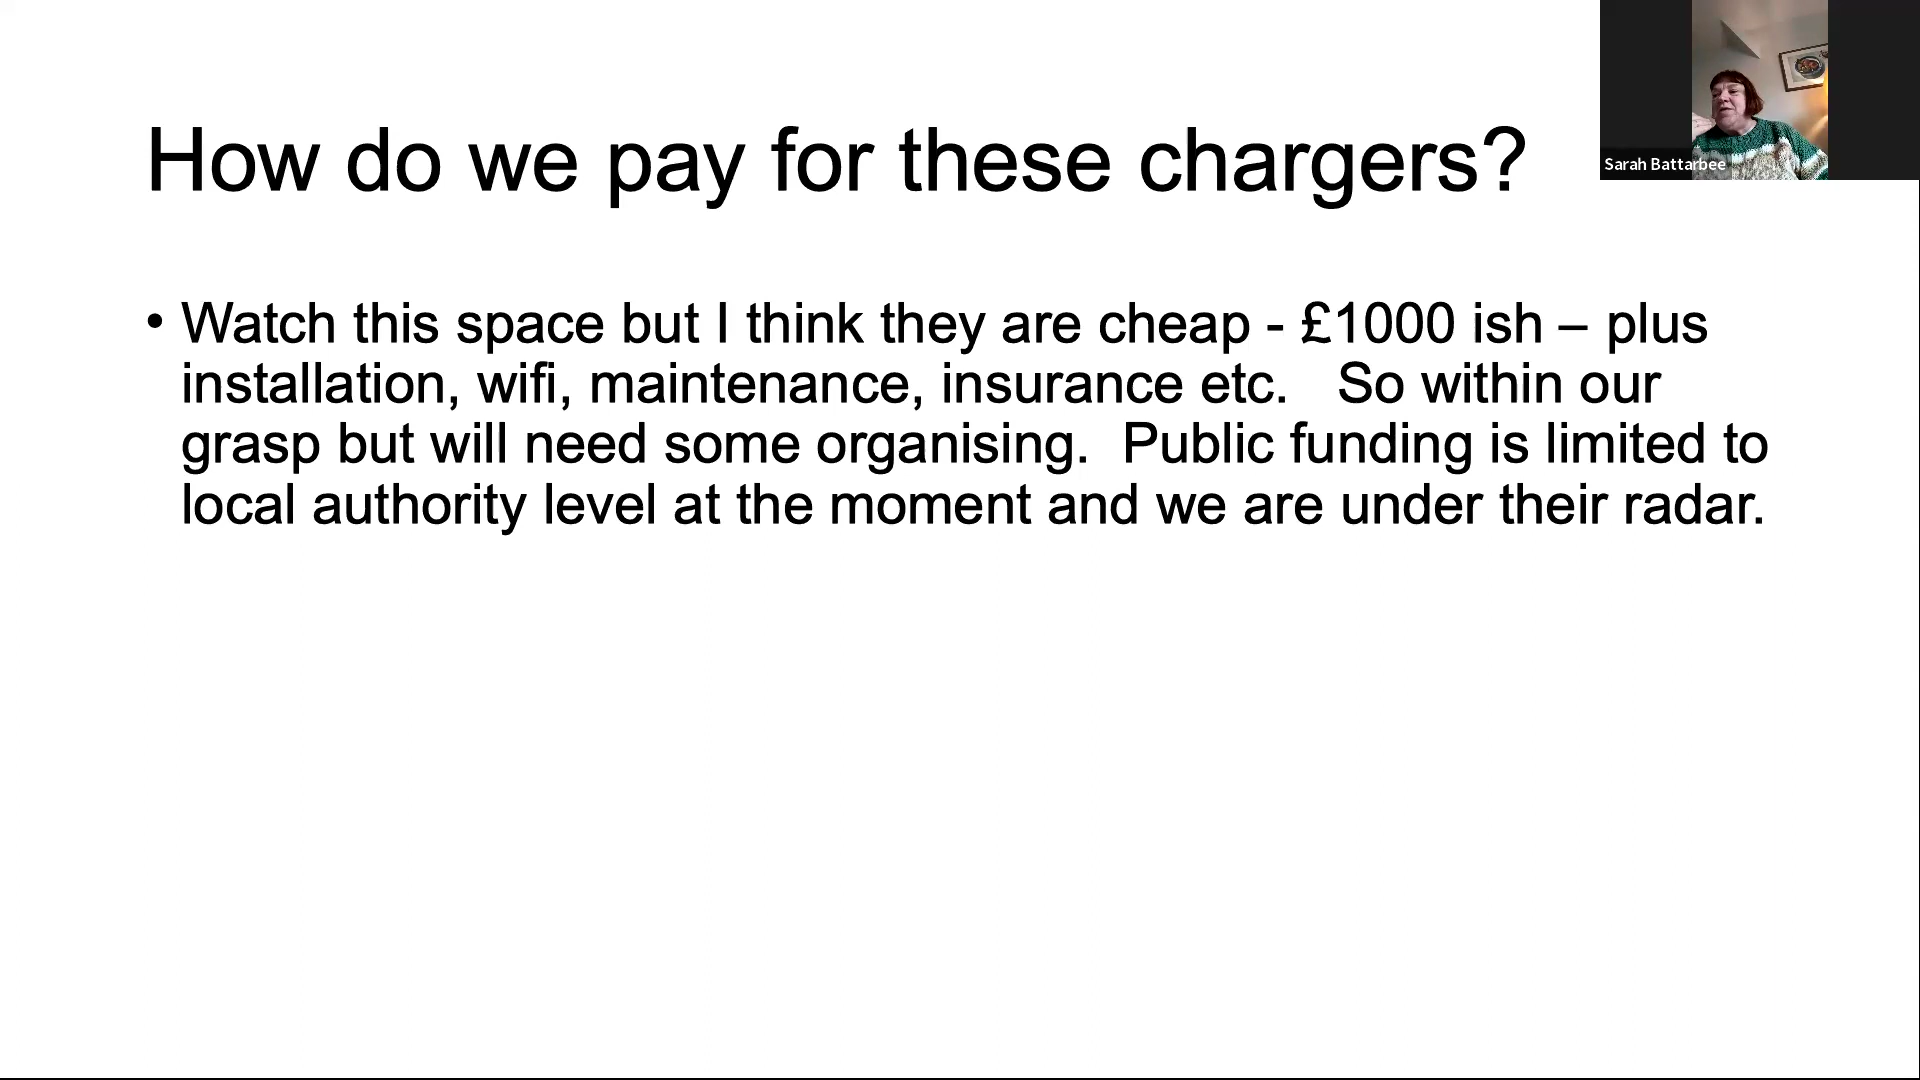 How do we pay for these chargers?
Sarah Battarbee
• Watch this space but I think they are cheap - £1000 ish – plus
installation, wifi, maintenance, insurance etc.   So within our
grasp but will need some organising.  Public funding is limited to
local authority level at the moment and we are under their radar.